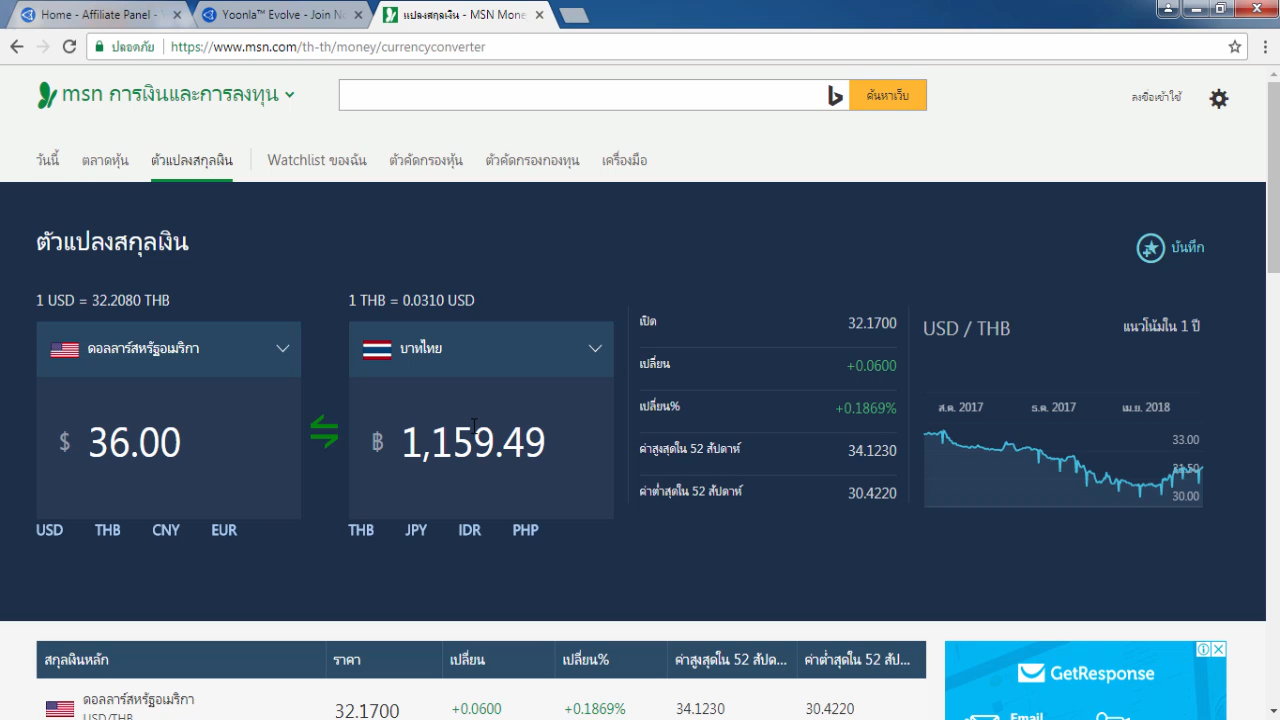 Home - Affiliate Panel - Y
Yoonla™ Evolve - Join N
แปลงสกุลเงิน - MSN Mone
ปลอดภัย
https://www.msn.com/th-th/money/currencyconverter
msn การเงินและการลงทุน
ค้นหาเว็บ
ลงชื่อเข้าใช้
วันนี้ ตลาดหุ้น ตัวแปลงสกุลเงิน Watchlist ของฉัน ตัวคัดกรองหุ้น ตัวคัดกรองกองทุน เครื่องมือ
ตัวแปลงสกุลเงิน
บันทึก
1 USD = 32.2080 THB
1 THB = 0.0310 USD
ดอลลาร์สหรัฐอเมริกา
บาทไทย
$ 36.00
฿ 1,159.49
USD THB CNY EUR
THB JPY IDR PHP
เปิด 32.1700
เปลี่ยน +0.0600
เปลี่ยน% +0.1869%
ค่าสูงสุดใน 52 สัปดาห์ 34.1230
ค่าต่ำสุดใน 52 สัปดาห์ 30.4220
USD / THB แนวโน้มใน 1 ปี
ส.ค. 2017 ธ.ค. 2017 เม.ย. 2018
33.00
31.50
30.00
สกุลเงินหลัก ราคา เปลี่ยน เปลี่ยน% ค่าสูงสุดใน 52 สัปด... ค่าต่ำสุดใน 52 สัป...
ดอลลาร์สหรัฐอเมริกา
USD/THB
32.1700 +0.0600 +0.1869% 34.1230 30.4220
GetResponse
Email